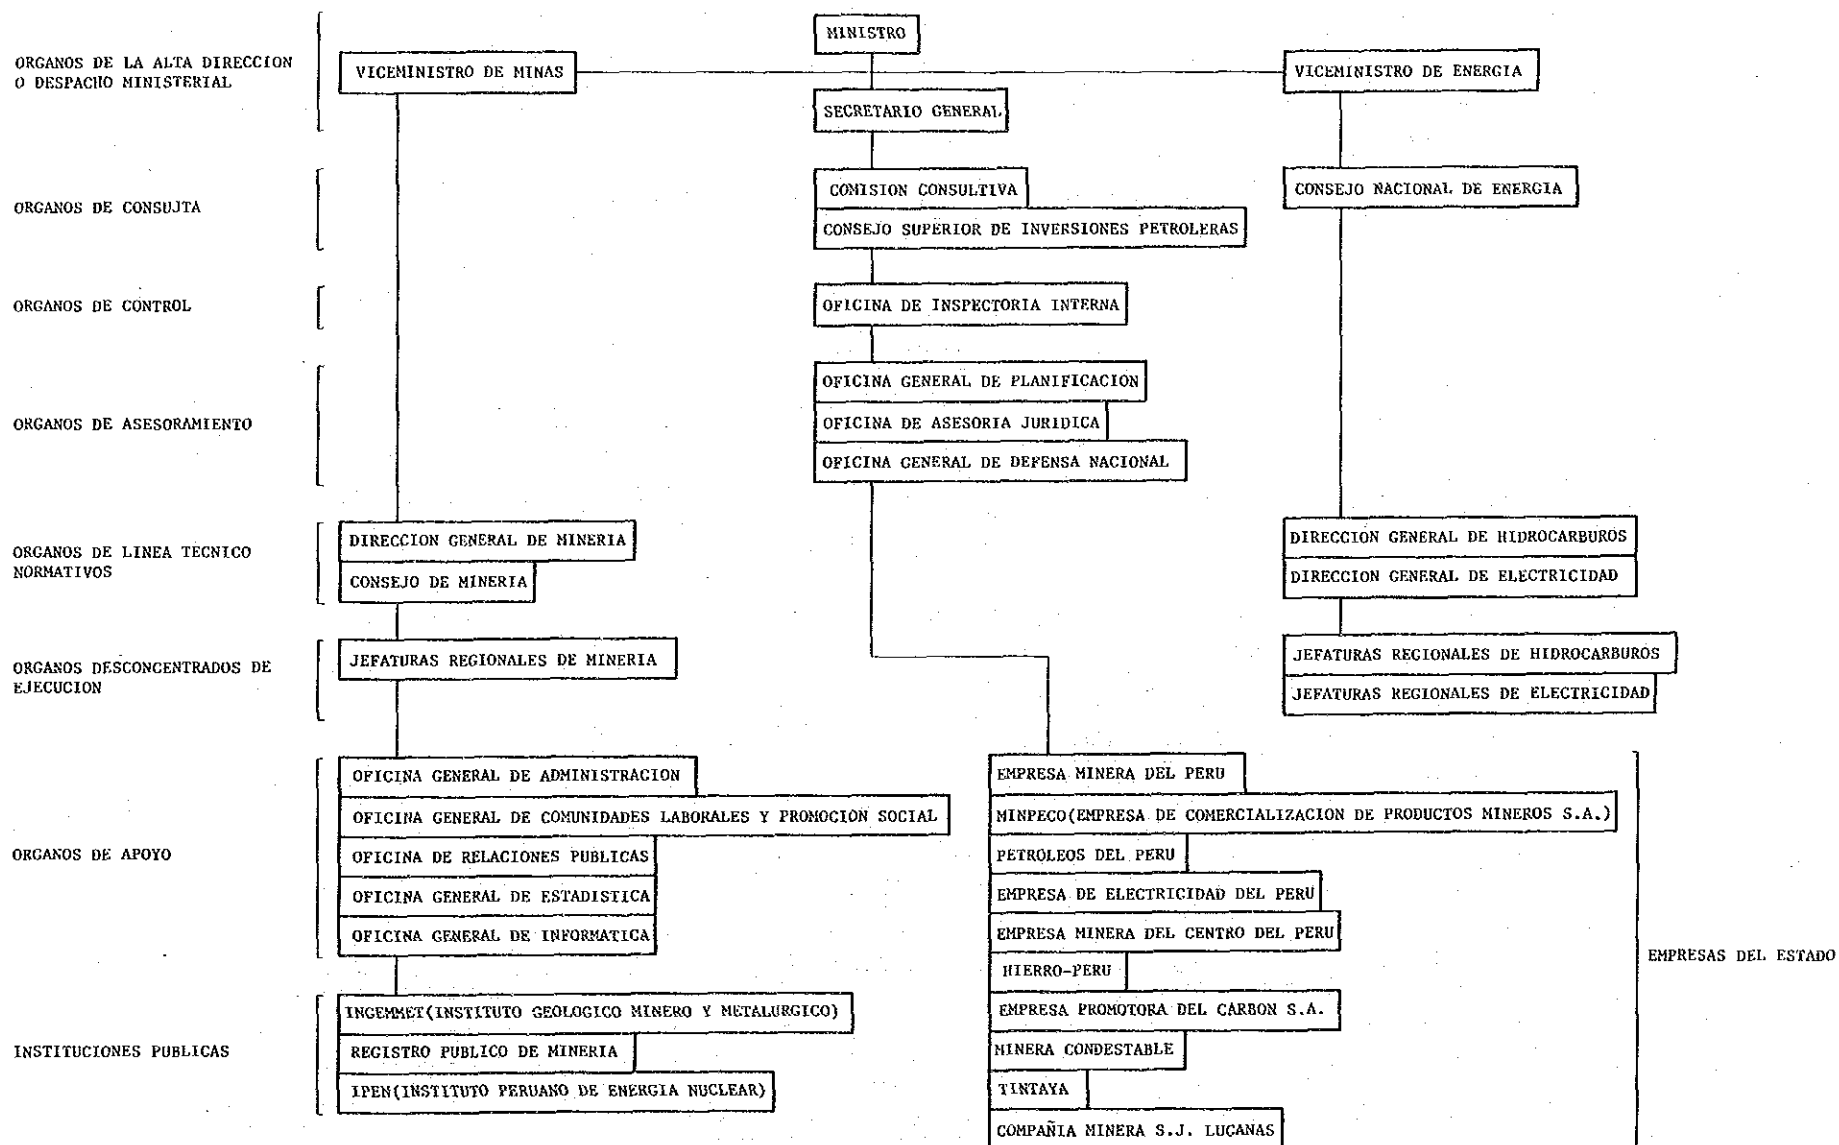 MINISTRO
ORGANOS DE LA ALTA DIRECCION
O DESPACHO MINISTERIAL
VICEMINISTRO DE MINAS
VICEMINISTRO DE ENERGIA
SECRETARIO GENERAL
ORGANOS DE CONSUJTA
COMISION CONSULTIVA
CONSEJO SUPERIOR DE INVERSIONES PETROLERAS
CONSEJO NACIONAL DE ENERGIA
ORGANOS DE CONTROL
OFICINA DE INSPECTORIA INTERNA
ORGANOS DE ASESORAMIENTO
OFICINA GENERAL DE PLANIFICACION
OFICINA DE ASESORIA JURIDICA
OFICINA GENERAL DE DEFENSA NACIONAL
ORGANOS DE LINEA TECNICO
NORMATIVOS
DIRECCION GENERAL DE MINERIA
CONSEJO DE MINERIA
DIRECCION GENERAL DE HIDROCARBUROS
DIRECCION GENERAL DE ELECTRICIDAD
ORGANOS DESCONCENTRADOS DE
EJECUCION
JEFATURAS REGIONALES DE MINERIA
JEFATURAS REGIONALES DE HIDROCARBUROS
JEFATURAS REGIONALES DE ELECTRICIDAD
ORGANOS DE APOYO
OFICINA GENERAL DE ADMINISTRACION
OFICINA GENERAL DE COMUNIDADES LABORALES Y PROMOCION SOCIAL
OFICINA DE RELACIONES PUBLICAS
OFICINA GENERAL DE ESTADISTICA
OFICINA GENERAL DE INFORMATICA
INSTITUCIONES PUBLICAS
INGEMMET(INSTITUTO GEOLOGICO MINERO Y METALURGICO)
REGISTRO PUBLICO DE MINERIA
IPEN(INSTITUTO PERUANO DE ENERGIA NUCLEAR)
EMPRESA MINERA DEL PERU
MINPECO(EMPRESA DE COMERCIALIZACION DE PRODUCTOS MINEROS S.A.)
PETROLEOS DEL PERU
EMPRESA DE ELECTRICIDAD DEL PERU
EMPRESA MINERA DEL CENTRO DEL PERU
HIERRO-PERU
EMPRESA PROMOTORA DEL CARBON S.A.
MINERA CONDESTABLE
TINTAYA
COMPAÑIA MINERA S.J. LUCANAS
EMPRESAS DEL ESTADO